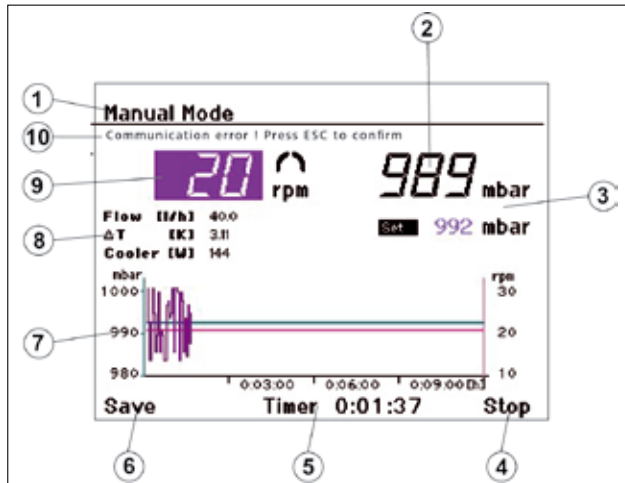 2
1
Manual Mode
10
Communication error ! Press ESC to confirm
9
20 rpm
989 mbar
3
Flow [l/h] 40.0
Set 992 mbar
8
ΔT [K] 3.11
Cooler [W] 144
mbar
rpm
1000
30
7
990
20
980
10
0:03:00 0:06:00 0:09:00 [h]
Save
Timer 0:01:37
Stop
6
5
4